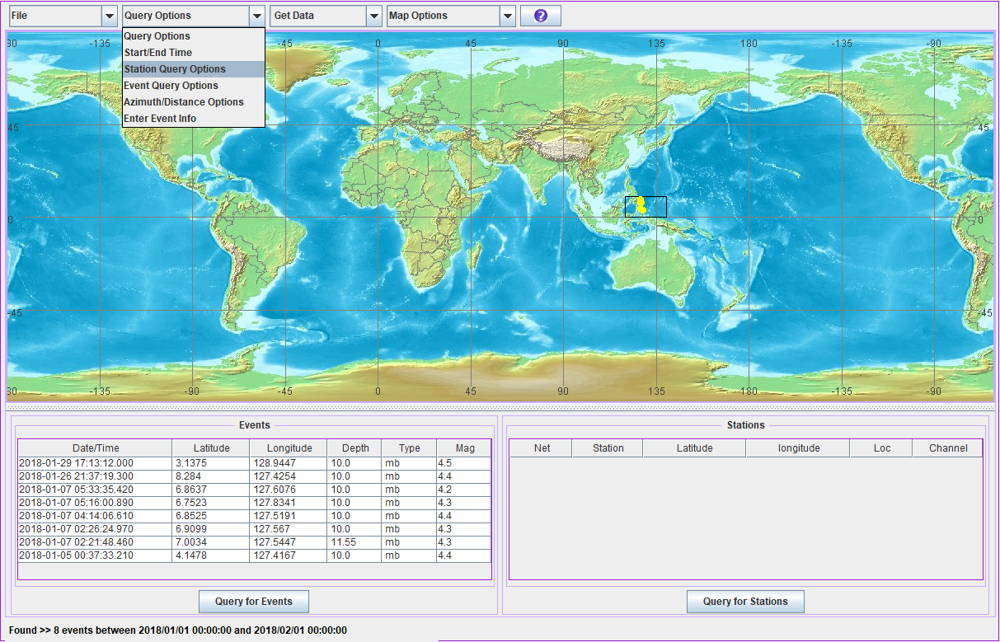 File Query Options Get Data Map Options ?
Query Options
Start/End Time
Station Query Options
Event Query Options
Azimuth/Distance Options
Enter Event Info
80 -135 -45 0 45 90 135 180 -135 -90
45 45
0 0
-45 -45
80 -135 -90 -45 0 45 90 135 180 -135 -90
Events
Date/Time Latitude Longitude Depth Type Mag
2018-01-29 17:13:12.000 3.1375 128.9447 10.0 mb 4.5
2018-01-26 21:37:19.300 8.284 127.4254 10.0 mb 4.4
2018-01-07 05:33:35.420 6.8637 127.6076 10.0 mb 4.2
2018-01-07 05:16:00.890 6.7523 127.8341 10.0 mb 4.3
2018-01-07 04:14:06.610 6.8525 127.5191 10.0 mb 4.4
2018-01-07 02:26:24.970 6.9099 127.567 10.0 mb 4.3
2018-01-07 02:21:48.460 7.0034 127.5447 11.55 mb 4.3
2018-01-05 00:37:33.210 4.1478 127.4167 10.0 mb 4.4
Query for Events
Stations
Net Station Latitude longitude Loc Channel
Query for Stations
Found >> 8 events between 2018/01/01 00:00:00 and 2018/02/01 00:00:00